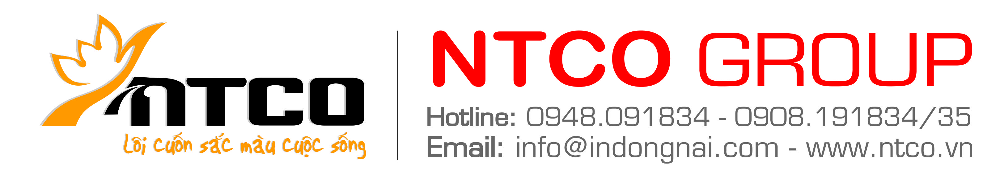 NTCO
Lôi cuốn sắc màu cuộc sống
NTCO GROUP
Hotline: 0948.091834 - 0908.191834/35
Email: info@indongnai.com - www.ntco.vn